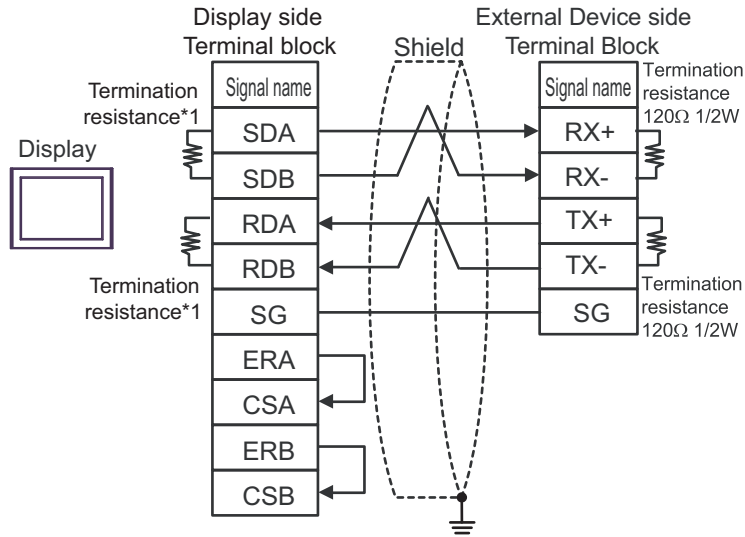 Display side
Terminal block
External Device side
Terminal Block
Shield
Signal name
Signal name
Termination
resistance*1
Termination
resistance
120Ω 1/2W
Display
SDA
RX+
SDB
RX-
RDA
TX+
RDB
TX-
Termination
resistance*1
Termination
resistance
120Ω 1/2W
SG
SG
ERA
CSA
ERB
CSB